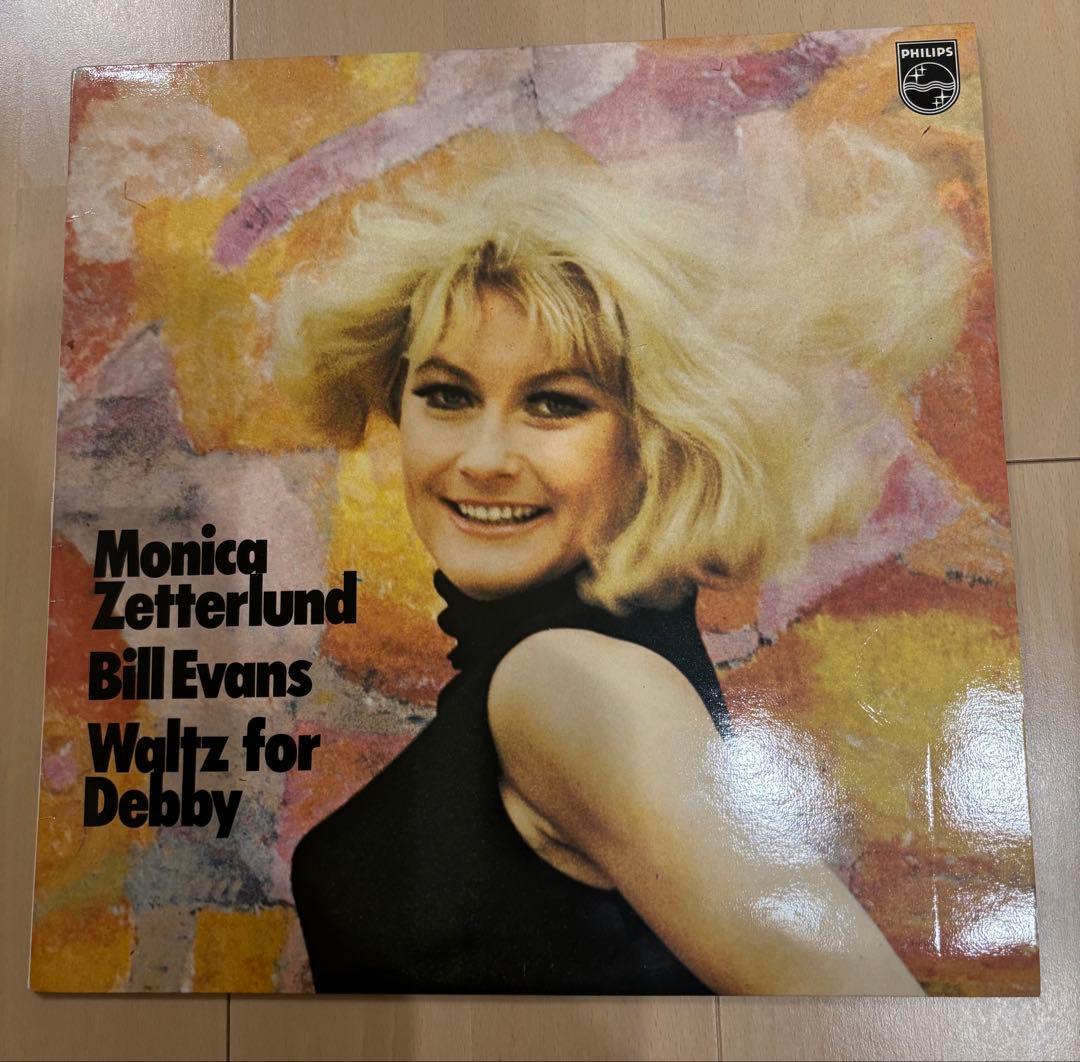 PHILIPS
Monica
Zetterlund
Bill Evans
Waltz for
Debby